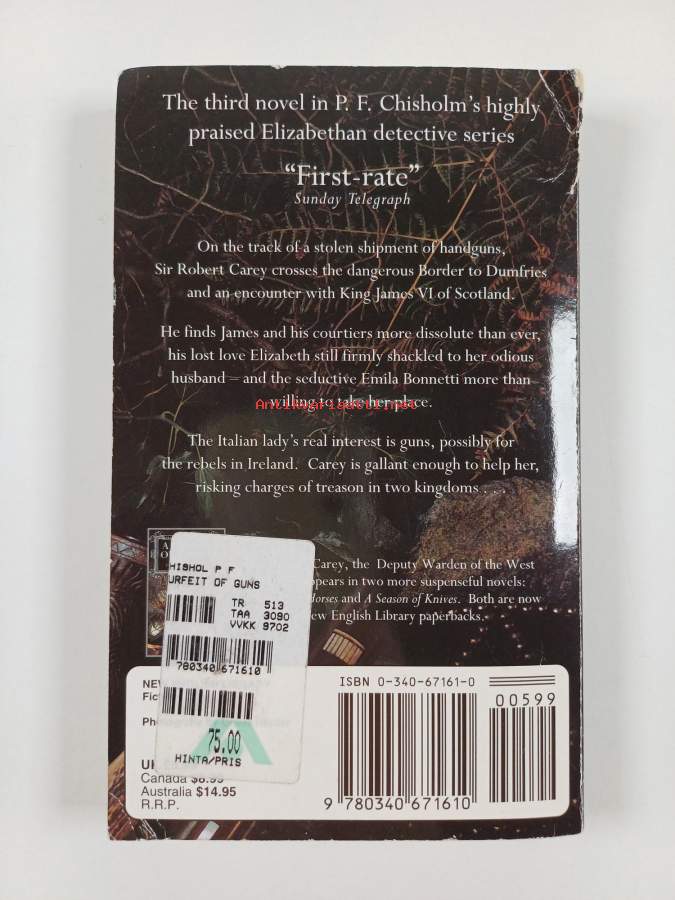 The third novel in P. F. Chisholm's highly
praised Elizabethan detective series
“First-rate”
Sunday Telegraph
On the track of a stolen shipment of handguns,
Sir Robert Carey crosses the dangerous Border to Dumfries
and an encounter with King James VI of Scotland.
He finds James and his courtiers more dissolute than ever,
his lost love Elizabeth still firmly shackled to her odious
husband – and the seductive Emila Bonnetti more than
willing to take her place.
Antikvariaatti.net
The Italian lady's real interest is guns, possibly for
the rebels in Ireland. Carey is gallant enough to help her,
risking charges of treason in two kingdoms . . .
Carey, the Deputy Warden of the West
appears in two more suspenseful novels:
Horses and A Season of Knives. Both are now
New English Library paperbacks.
HISHOL P F
URFEIT OF GUNS
TR 513
TAA 3090
VVKK 9702
780340 671610
75.00
HINTA/PRIS
NE
Fic
Ph
U
Canada $8.99
Australia $14.95
R.R.P.
ISBN 0-340-67161-0
00599
9 780340 671610